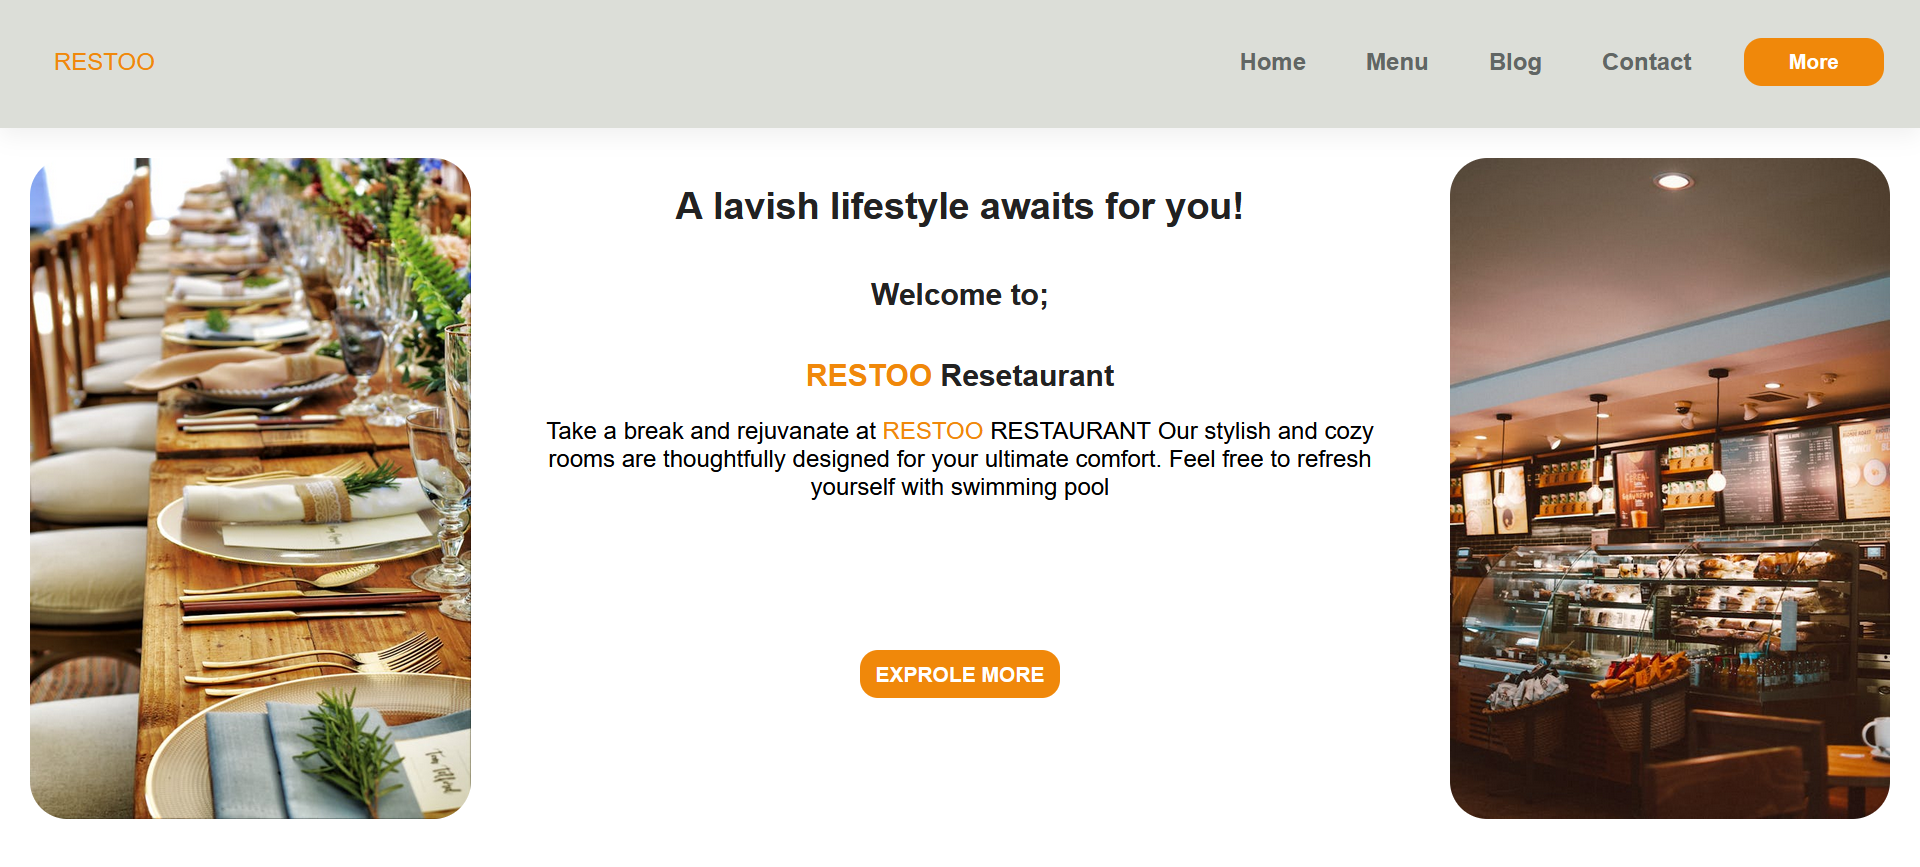 RESTOO
Home Menu Blog Contact More
A lavish lifestyle awaits for you!
Welcome to;
RESTOO Resetaurant
Take a break and rejuvanate at RESTOO RESTAURANT Our stylish and cozy
rooms are thoughtfully designed for your ultimate comfort. Feel free to refresh
yourself with swimming pool
EXPROLE MORE